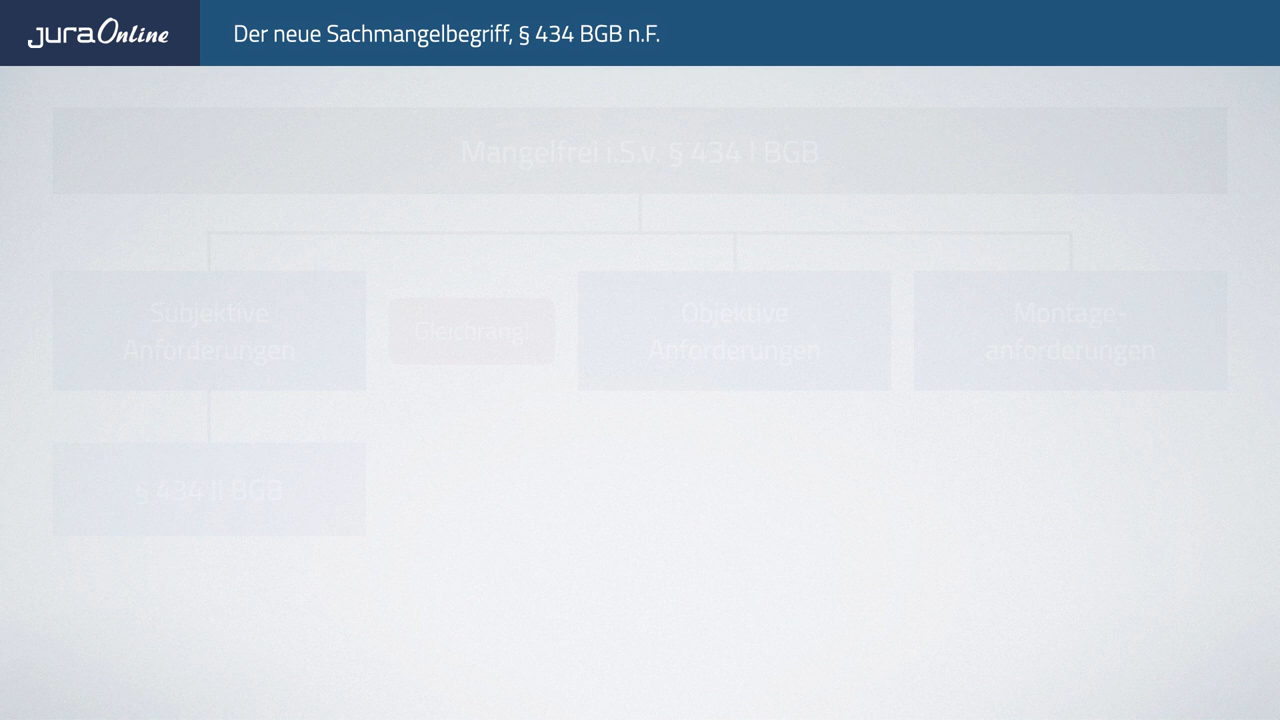 juraOnline
Der neue Sachmangelbegriff, § 434 BGB n.F.
Mangelfrei i.S.v. § 434 I BGB
Subjektive
Anforderungen
Gleichrang!
Objektive
Anforderungen
Montage-
anforderungen
§ 434 II BGB